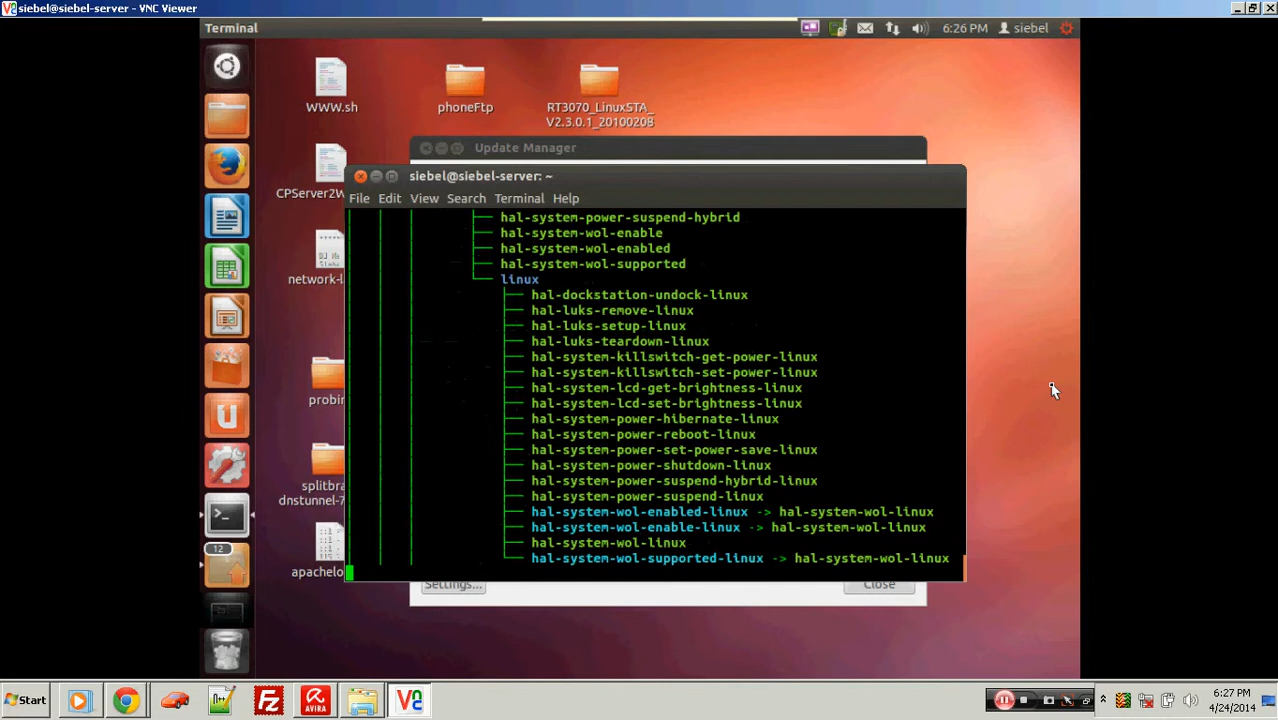 siebel@siebel-server - VNC Viewer
Terminal
6:26 PM
siebel
WWW.sh
phoneFtp
RT3070_LinuxSTA_
V2.3.0.1_20100208
Update Manager
siebel@siebel-server: ~
File Edit View Search Terminal Help
CPServer2W
network-l
probin
splitbra
dnstunnel-7
apachelo
hal-system-power-suspend-hybrid
hal-system-wol-enable
hal-system-wol-enabled
hal-system-wol-supported
linux
hal-dockstation-undock-linux
hal-luks-remove-linux
hal-luks-setup-linux
hal-luks-teardown-linux
hal-system-killswitch-get-power-linux
hal-system-killswitch-set-power-linux
hal-system-lcd-get-brightness-linux
hal-system-lcd-set-brightness-linux
hal-system-power-hibernate-linux
hal-system-power-reboot-linux
hal-system-power-set-power-save-linux
hal-system-power-shutdown-linux
hal-system-power-suspend-hybrid-linux
hal-system-power-suspend-linux
hal-system-wol-enabled-linux -> hal-system-wol-linux
hal-system-wol-enable-linux -> hal-system-wol-linux
hal-system-wol-linux
hal-system-wol-supported-linux -> hal-system-wol-linux
12
Settings...
Close
Start
AVIRA
6:27 PM
4/24/2014